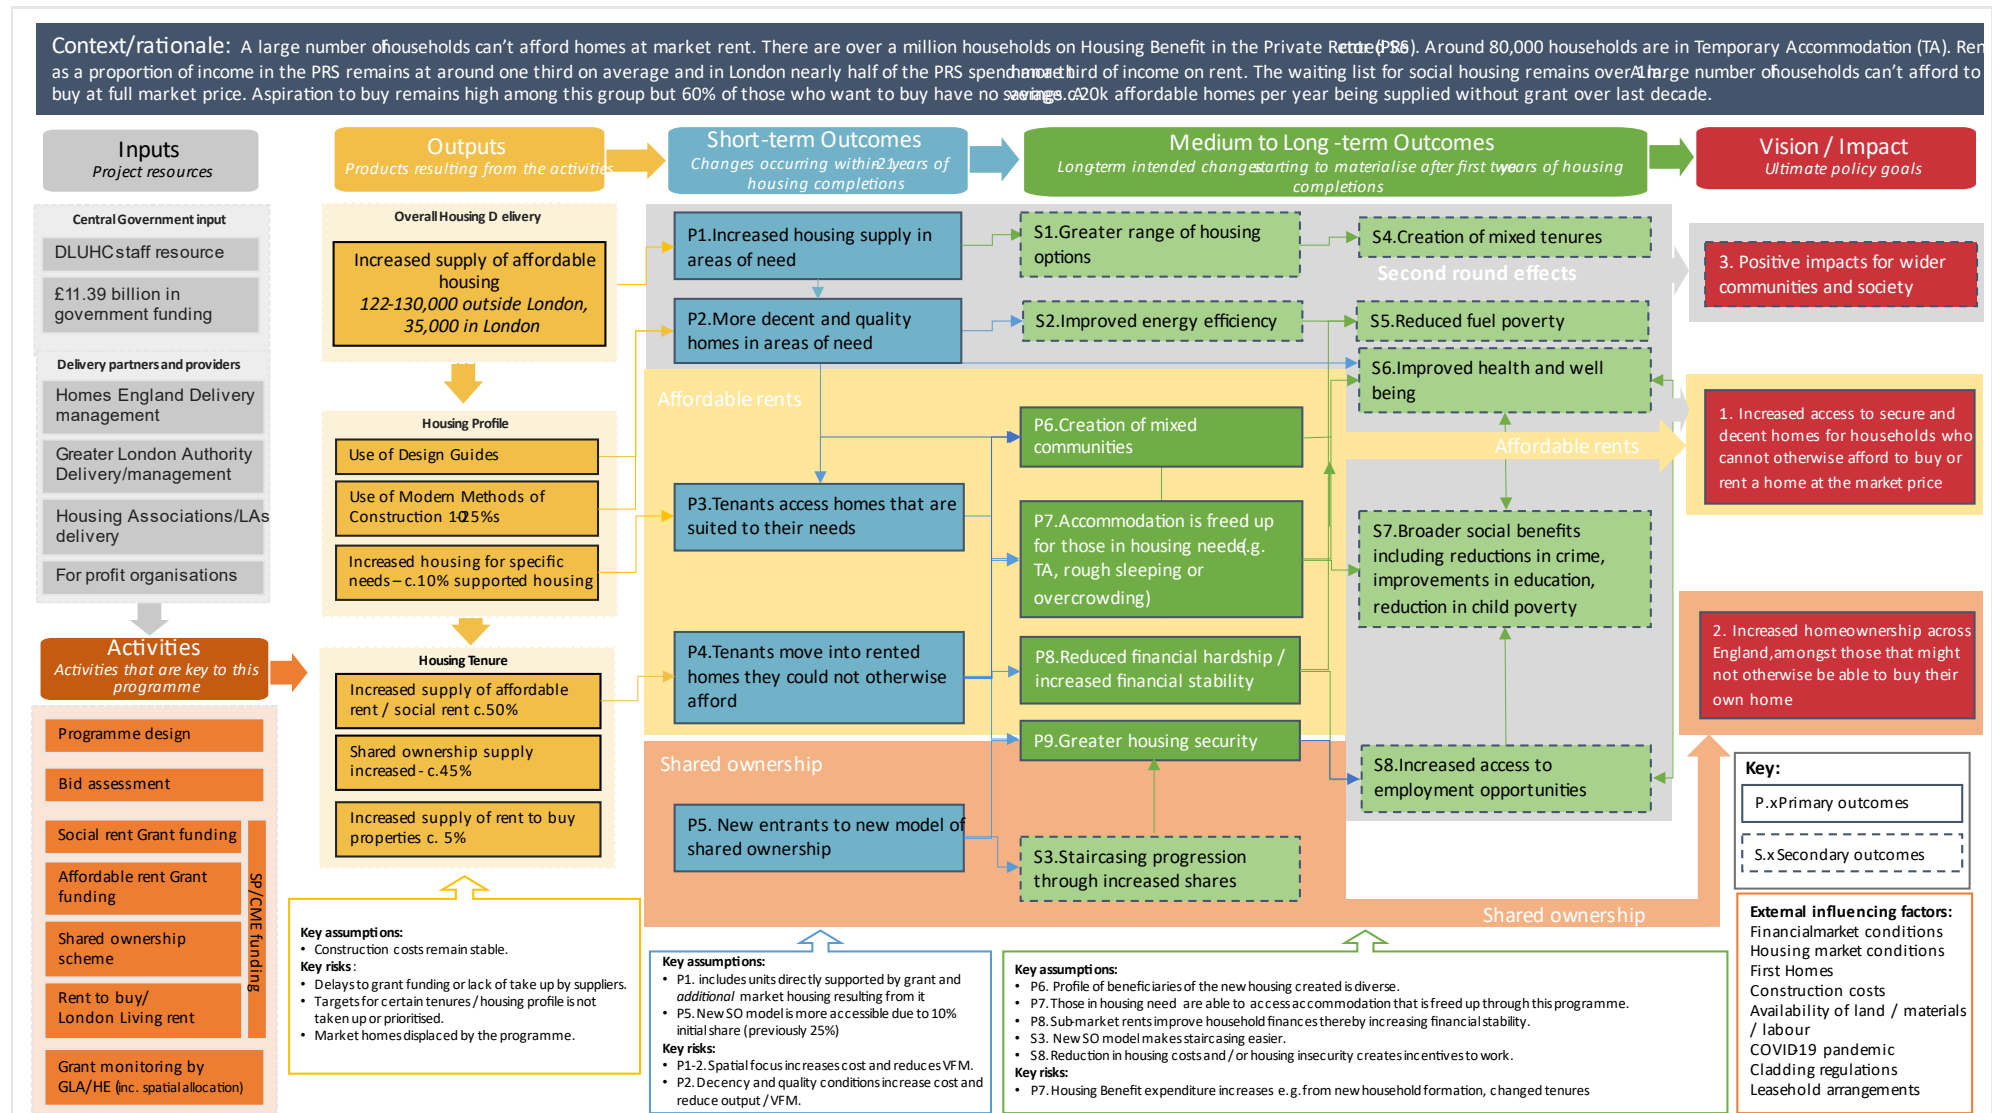 Context/rationale: A large number of households can't afford homes at market rent. There are over a million households on Housing Benefit in the Private Rented Sector (PRS). Around 80,000 households are in Temporary Accommodation (TA). Ren
as a proportion of income in the PRS remains at around one third on average and in London nearly half of the PRS spend more than a third of income on rent. The waiting list for social housing remains over 1m. A large number of households can't afford to
buy at full market price. Aspiration to buy remains high among this group but 60% of those who want to buy have no savings. Average c.20k affordable homes per year being supplied without grant over last decade.
Inputs
Project resources
Central Government input
DLUHC staff resource
£11.39 billion in
government funding
Delivery partners and providers
Homes England Delivery
management
Greater London Authority
Delivery/management
Housing Associations/LAs
delivery
For profit organisations
Activities
Activities that are key to this
programme
Programme design
Bid assessment
Social rent Grant funding
Affordable rent Grant
funding
Shared ownership
scheme
Rent to buy/
London Living rent
SP/CME funding
Grant monitoring by
GLA/HE (inc. spatial allocation)
Outputs
Products resulting from the activities
Overall Housing Delivery
Increased supply of affordable
housing
122-130,000 outside London,
35,000 in London
Housing Profile
Use of Design Guides
Use of Modern Methods of
Construction 10-25%s
Increased housing for specific
needs – c.10% supported housing
Housing Tenure
Increased supply of affordable
rent / social rent c.50%
Shared ownership supply
increased - c.45%
Increased supply of rent to buy
properties c. 5%
Key assumptions:
• Construction costs remain stable.
Key risks:
• Delays to grant funding or lack of take up by suppliers.
• Targets for certain tenures / housing profile is not
taken up or prioritised.
• Market homes displaced by the programme.
Short-term Outcomes
Changes occurring within years of
housing completions
P1.Increased housing supply in
areas of need
P2.More decent and quality
homes in areas of need
Affordable rents
P3.Tenants access homes that are
suited to their needs
P4.Tenants move into rented
homes they could not otherwise
afford
Shared ownership
P5. New entrants to new model of
shared ownership
Key assumptions:
• P1. includes units directly supported by grant and
additional market housing resulting from it
• P5. New SO model is more accessible due to 10%
initial share (previously 25%)
Key risks:
• P1-2. Spatial focus increases cost and reduces VFM.
• P2. Decency and quality conditions increase cost and
reduce output / VFM.
Medium to Long-term Outcomes
Long-term intended changes starting to materialise after first two years of housing
completions
S1.Greater range of housing
options
S2.Improved energy efficiency
P6.Creation of mixed
communities
P7.Accommodation is freed up
for those in housing need (e.g.
TA, rough sleeping or
overcrowding)
P8.Reduced financial hardship /
increased financial stability
P9.Greater housing security
S3.Staircasing progression
through increased shares
S4.Creation of mixed tenures
Second round effects
S5.Reduced fuel poverty
S6.Improved health and well
being
Affordable rents
S7.Broader social benefits
including reductions in crime,
improvements in education,
reduction in child poverty
S8.Increased access to
employment opportunities
Shared ownership
Key assumptions:
• P6. Profile of beneficiaries of the new housing created is diverse.
• P7. Those in housing need are able to access accommodation that is freed up through this programme.
• P8. Sub-market rents improve household finances thereby increasing financial stability.
• S3. New SO model makes staircasing easier.
• S8. Reduction in housing costs and / or housing insecurity creates incentives to work.
Key risks:
• P7. Housing Benefit expenditure increases e.g. from new household formation, changed tenures
Vision / Impact
Ultimate policy goals
3. Positive impacts for wider
communities and society
1. Increased access to secure and
decent homes for households who
cannot otherwise afford to buy or
rent a home at the market price
2. Increased homeownership across
England, amongst those that might
not otherwise be able to buy their
own home
Key:
P.x Primary outcomes
S.x Secondary outcomes
External influencing factors:
Financial market conditions
Housing market conditions
First Homes
Construction costs
Availability of land / materials
/ labour
COVID-19 pandemic
Cladding regulations
Leasehold arrangements